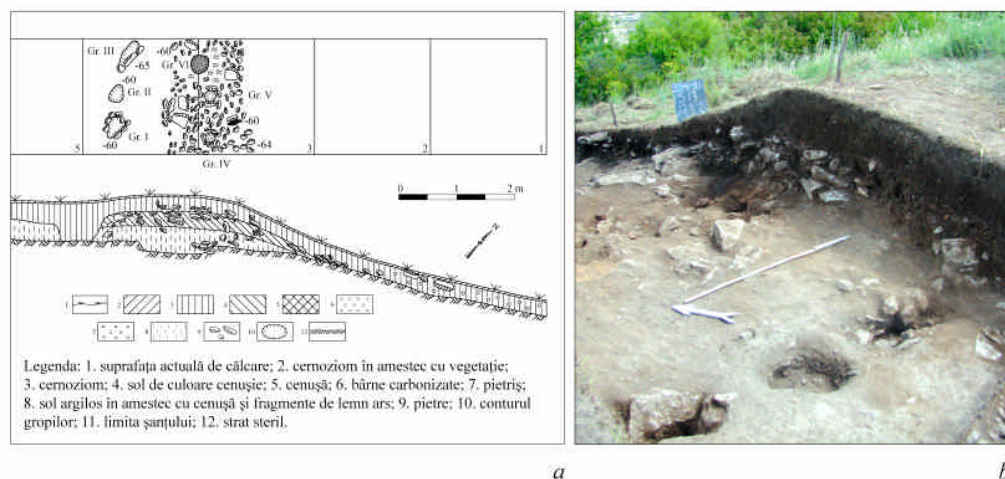 Gr. III
-60
-65
Gr. VI
-60
Gr. II
Gr. V
Gr. I
-60
-60
-64
5
3
2
1
Gr. IV
0 1 2 m
N
1 2 3 4 5 6
7 8 9 10 11
Legenda: 1. suprafața actuală de călcare; 2. cernoziom în amestec cu vegetație;
3. cernoziom; 4. sol de culoare cenușie; 5. cenușă; 6. bârne carbonizate; 7. pietriș;
8. sol argilos în amestec cu cenușă și fragmente de lemn ars; 9. pietre; 10. conturul
gropilor; 11. limita șanțului; 12. strat steril.
a
b